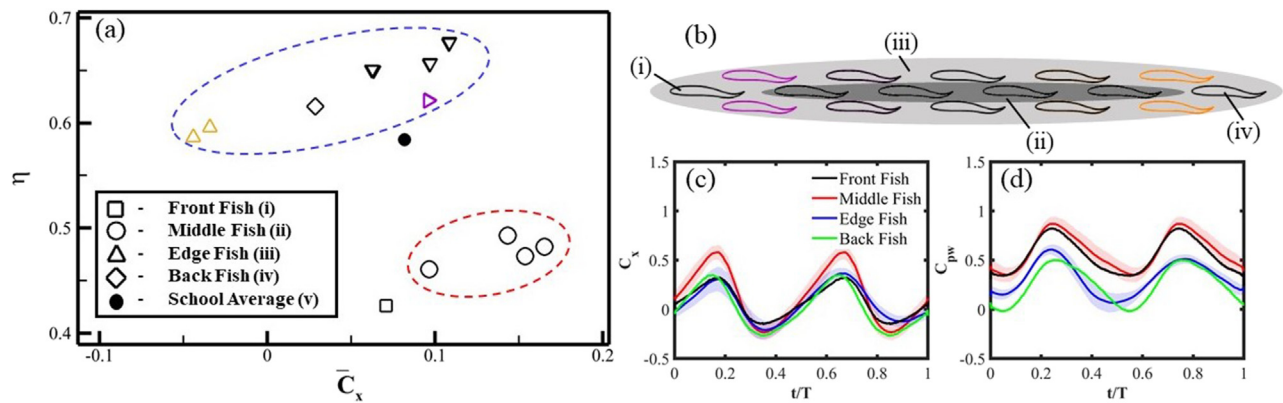 (a)
0.7
0.6
0.5
0.4
η
-0.1
0
0.1
0.2
C̅x
□ - Front Fish (i)
○ - Middle Fish (ii)
△ - Edge Fish (iii)
◇ - Back Fish (iv)
● - School Average (v)
(b)
(iii)
(i)
(ii)
(iv)
(c)
1.5
1
0.5
0
-0.5
Cx
Front Fish
Middle Fish
Edge Fish
Back Fish
0
0.2
0.4
0.6
0.8
1
t/T
(d)
1.5
1
0.5
0
-0.5
Cpw
0
0.2
0.4
0.6
0.8
1
t/T